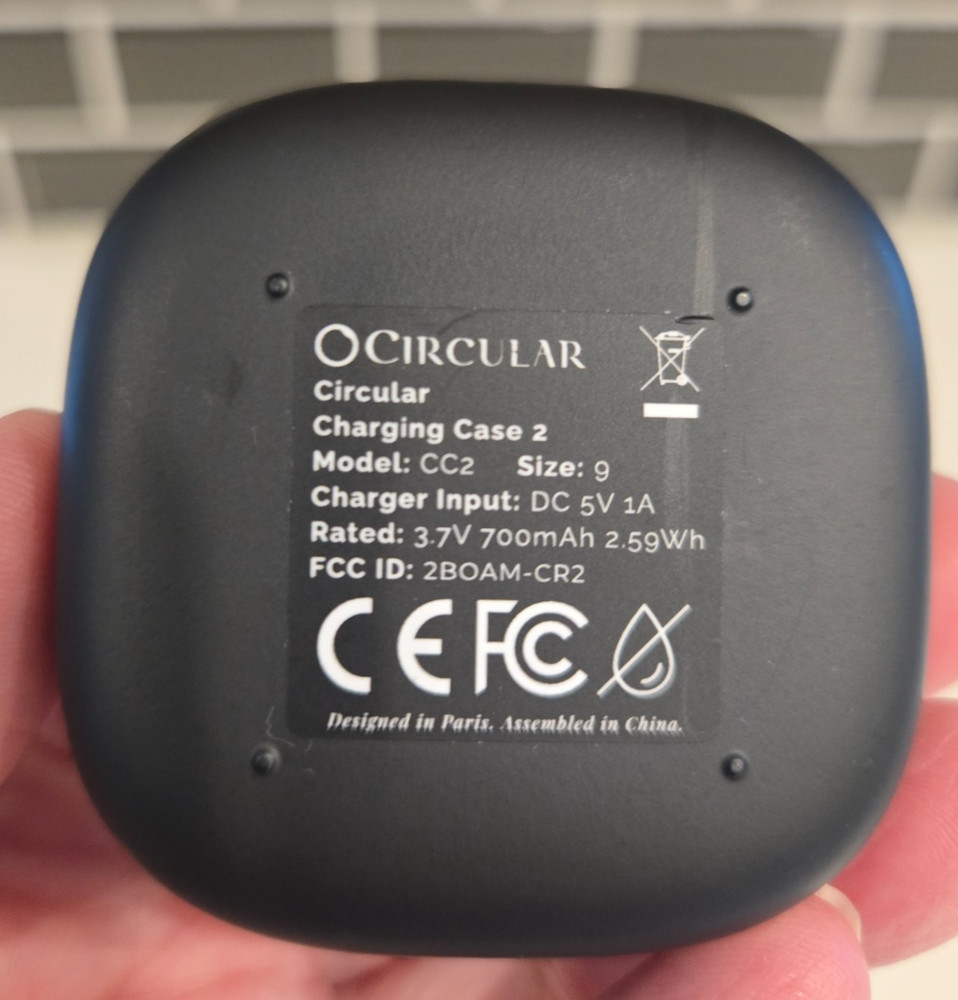 CIRCULAR
Circular
Charging Case 2
Model: CC2 Size: 9
Charger Input: DC 5V 1A
Rated: 3.7V 700mAh 2.59Wh
FCC ID: 2BOAM-CR2
CE FC
Designed in Paris. Assembled in China.